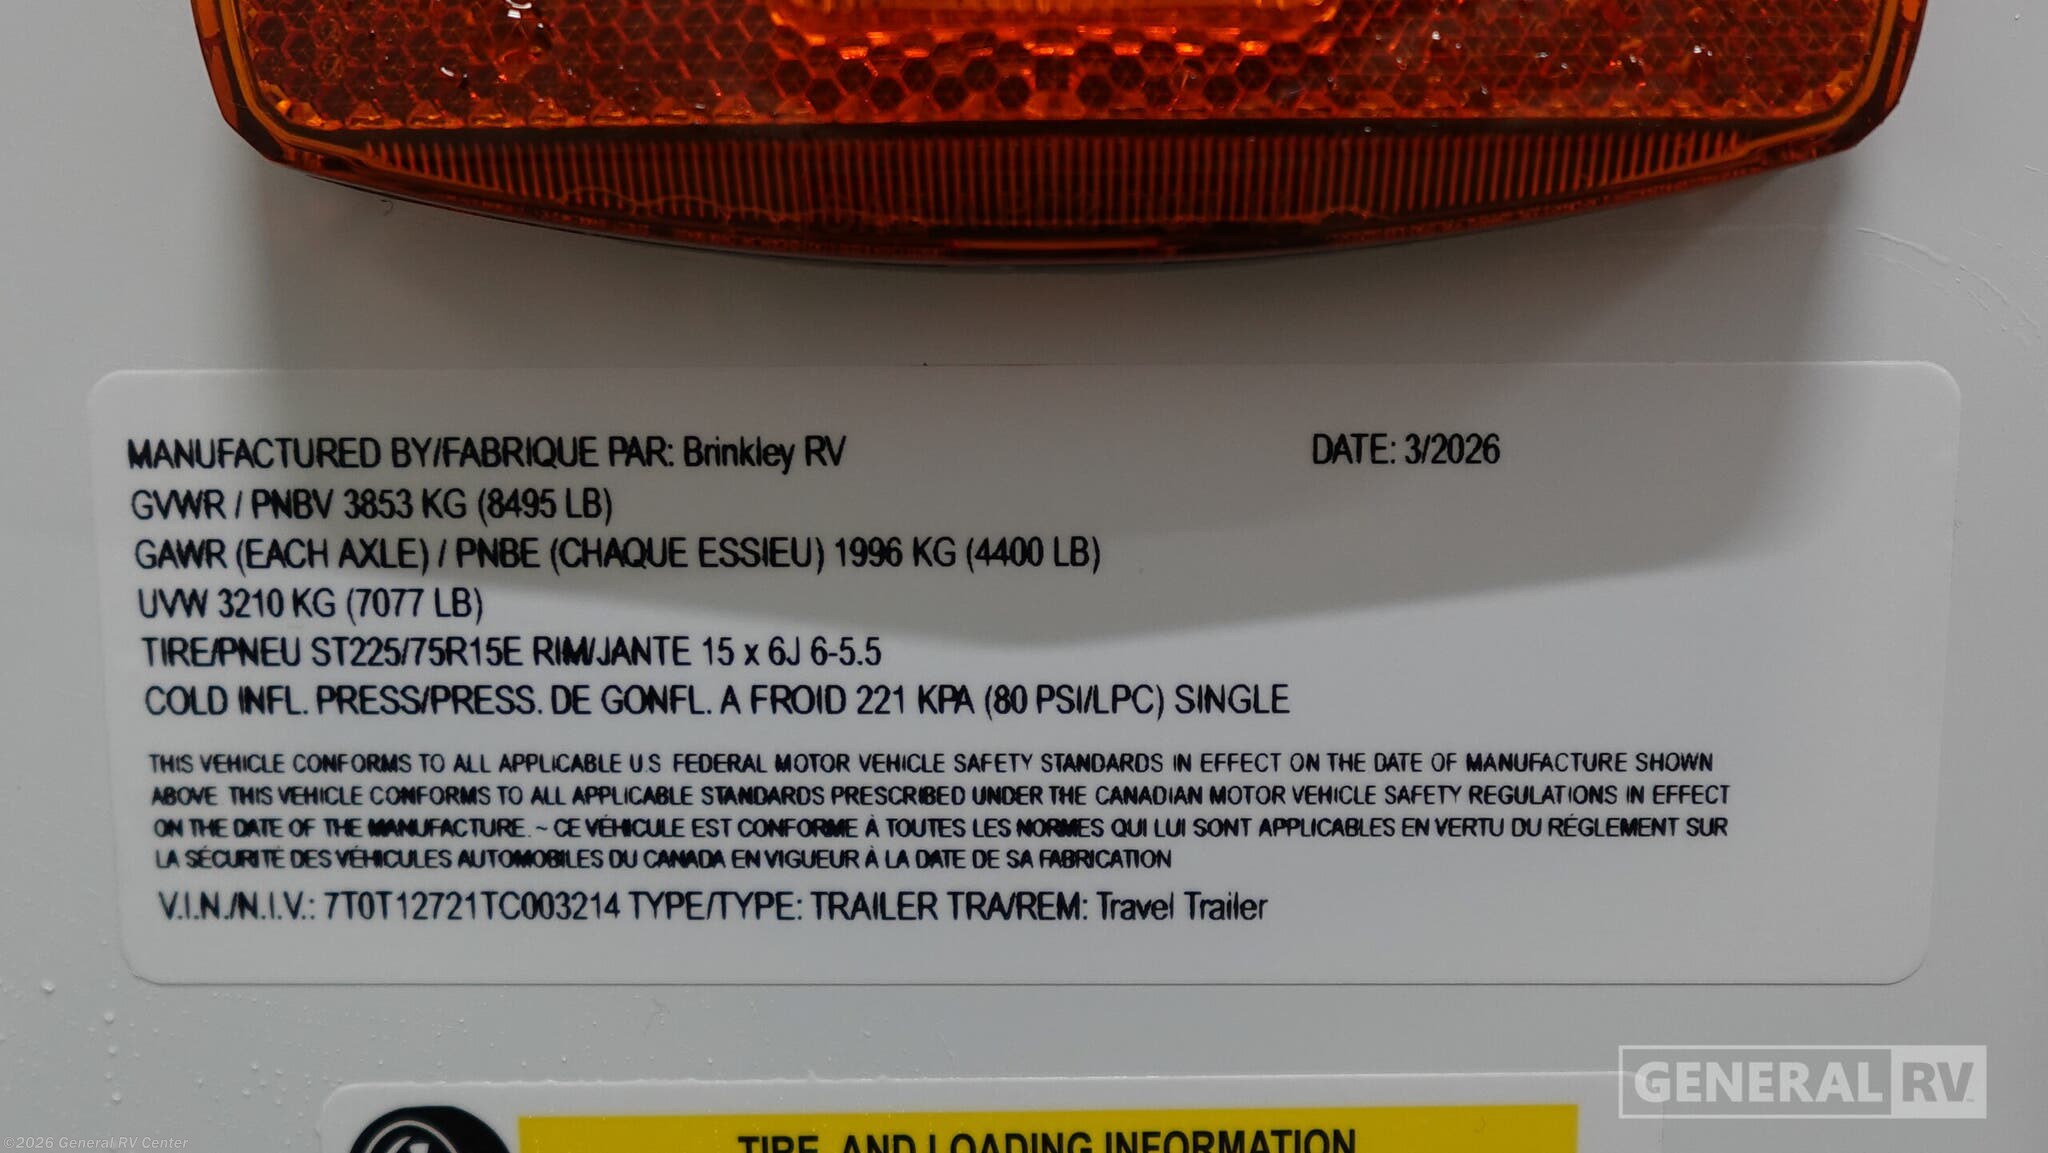 MANUFACTURED BY/FABRIQUE PAR: Brinkley RV DATE: 3/2026
GVWR / PNBV 3853 KG (8495 LB)
GAWR (EACH AXLE) / PNBE (CHAQUE ESSIEU) 1996 KG (4400 LB)
UVW 3210 KG (7077 LB)
TIRE/PNEU ST225/75R15E RIM/JANTE 15 x 6J 6-5.5
COLD INFL. PRESS/PRESS. DE GONFL. A FROID 221 KPA (80 PSI/LPC) SINGLE
THIS VEHICLE CONFORMS TO ALL APPLICABLE U.S FEDERAL MOTOR VEHICLE SAFETY STANDARDS IN EFFECT ON THE DATE OF MANUFACTURE SHOWN
ABOVE THIS VEHICLE CONFORMS TO ALL APPLICABLE STANDARDS PRESCRIBED UNDER THE CANADIAN MOTOR VEHICLE SAFETY REGULATIONS IN EFFECT
ON THE DATE OF THE MANUFACTURE. ~ CE VÉHICULE EST CONFORME À TOUTES LES NORMES QUI LUI SONT APPLICABLES EN VERTU DU RÉGLEMENT SUR
LA SÉCURITÉ DES VÉHICULES AUTOMOBILES DU CANADA EN VIGUEUR À LA DATE DE SA FABRICATION
V.I.N./N.I.V.: 7T0T12721TC003214 TYPE/TYPE: TRAILER TRA/REM: Travel Trailer
GENERAL RV
TIRE AND LOADING INFORMATION
©2026 General RV Center